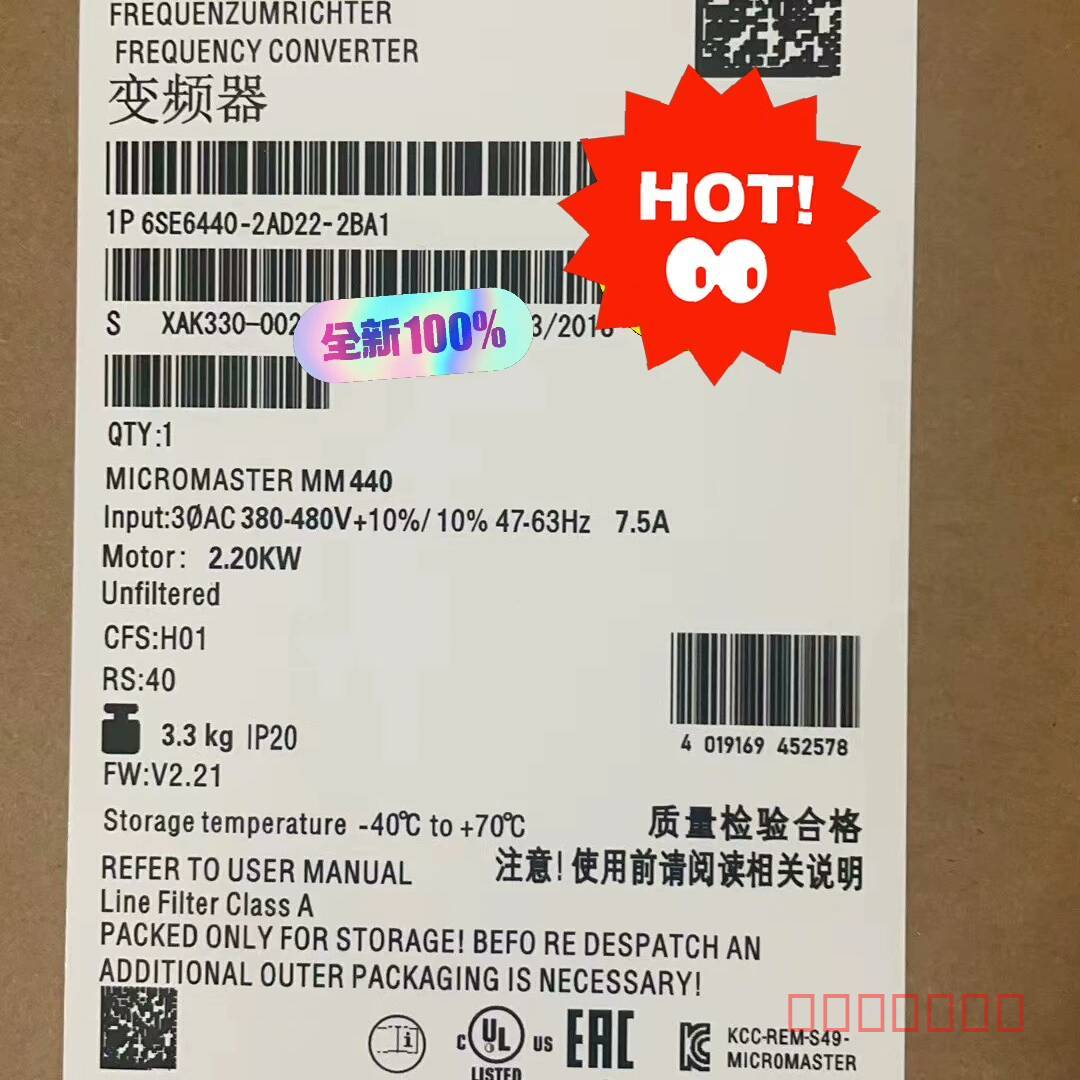 FREQUENZUMRICHTER
FREQUENCY CONVERTER
变频器
HOT!
1P 6SE6440-2AD22-2BA1
S XAK330-002
3/2016
全新100%
QTY:1
MICROMASTER MM 440
Input:3ØAC 380-480V+10%/ 10% 47-63Hz 7.5A
Motor: 2.20KW
Unfiltered
CFS:H01
RS:40
3.3 kg IP20
4 019169 452578
FW:V2.21
Storage temperature -40℃ to +70℃
质量检验合格
REFER TO USER MANUAL
注意!使用前请阅读相关说明
Line Filter Class A
PACKED ONLY FOR STORAGE! BEFO RE DESPATCH AN
ADDITIONAL OUTER PACKAGING IS NECESSARY!
C UL US
LISTED
EAC
KCC-REM-S49-
MICROMASTER